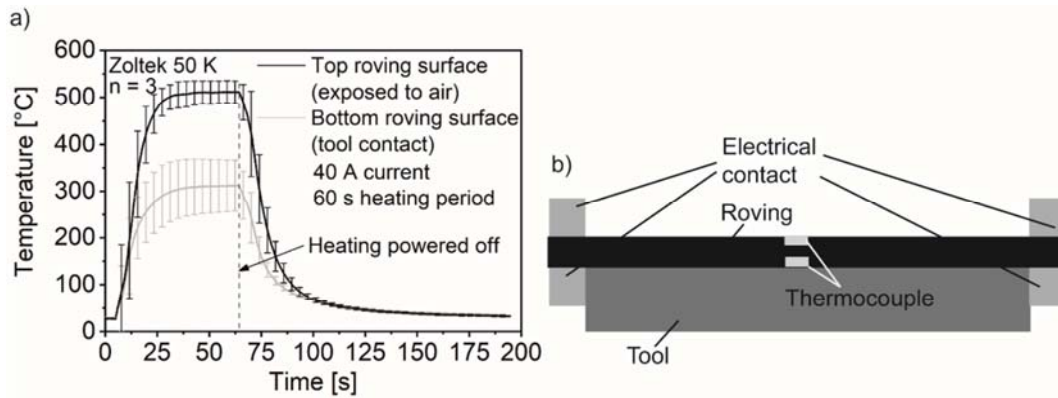 a)
600
500
400
300
200
100
0
Temperature [°C]
Zoltek 50 K
n = 3
Top roving surface
(exposed to air)
Bottom roving surface
(tool contact)
40 A current
60 s heating period
Heating powered off
0 25 50 75 100 125 150 175 200
Time [s]
b)
Electrical
contact
Roving
Thermocouple
Tool